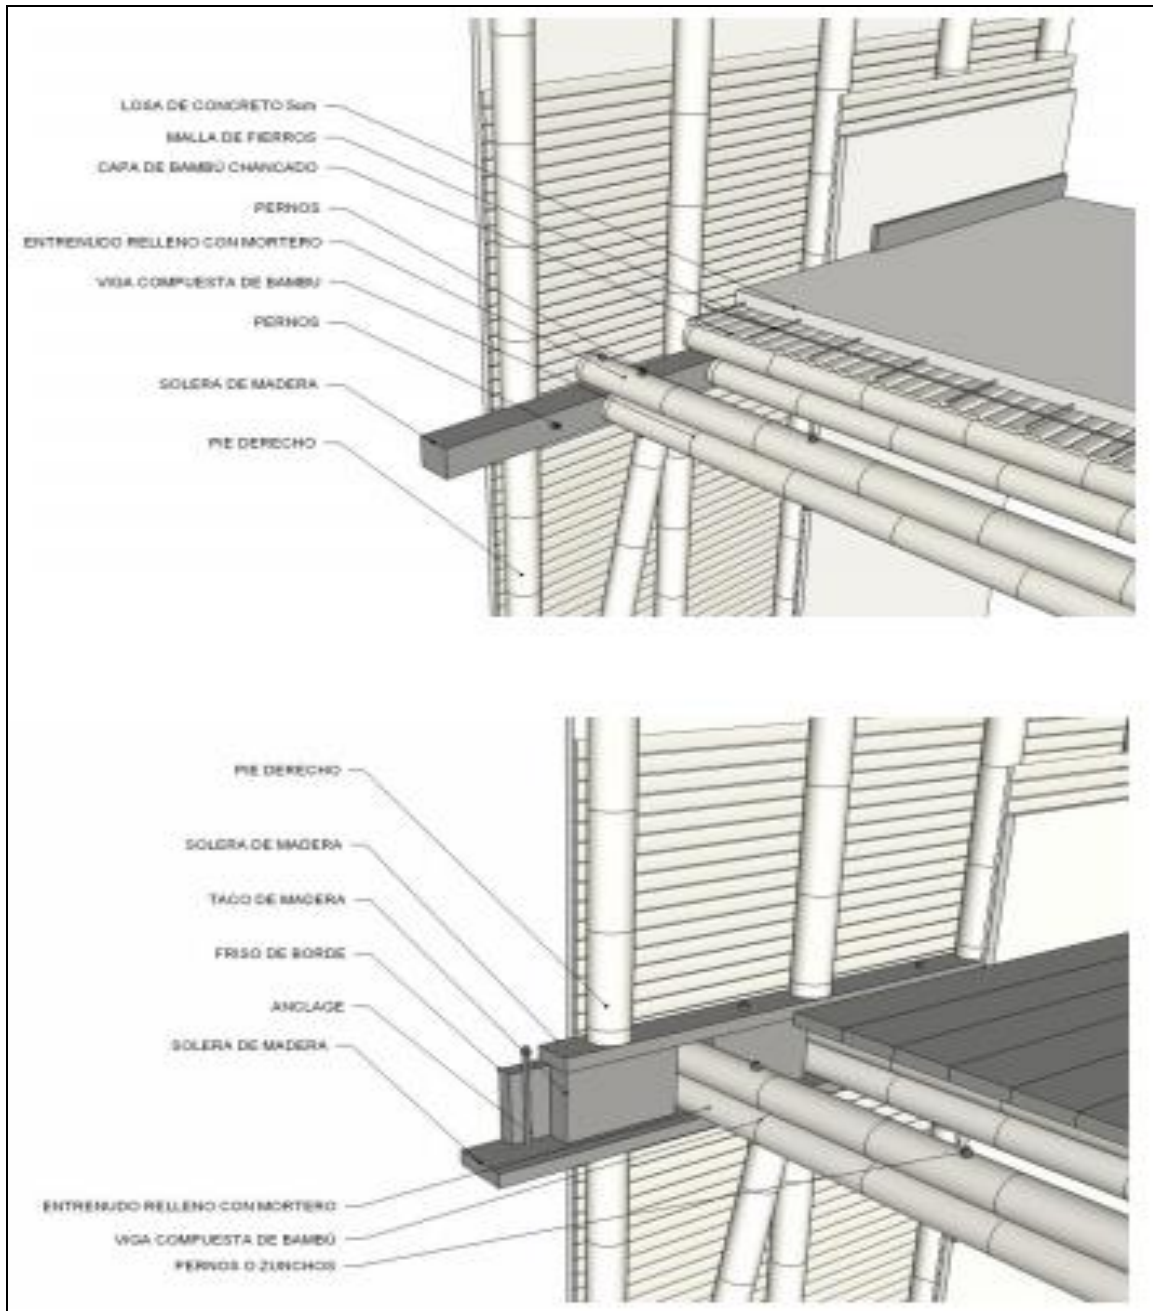 LOSA DE CONCRETO 5cm
MALLA DE FIERROS
CAPA DE BAMBÚ CHANCADO
PERNOS
ENTRENUDO RELLENO CON MORTERO
VIGA COMPUESTA DE BAMBU
PERNOS
SOLERA DE MADERA
PIE DERECHO
PIE DERECHO
SOLERA DE MADERA
TACO DE MADERA
FRISO DE BORDE
ANCLAGE
SOLERA DE MADERA
ENTRENUDO RELLENO CON MORTERO
VIGA COMPUESTA DE BAMBÚ
PERNOS O ZUNCHOS